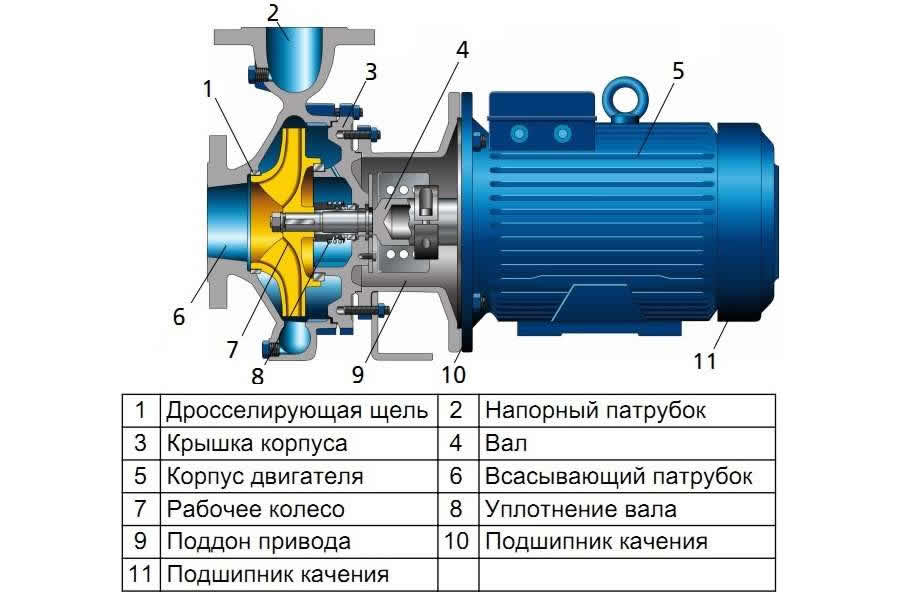 2
4
3
5
1
6
7
8
9
10
11
1 Дросселирующая щель 2 Напорный патрубок
3 Крышка корпуса 4 Вал
5 Корпус двигателя 6 Всасывающий патрубок
7 Рабочее колесо 8 Уплотнение вала
9 Поддон привода 10 Подшипник качения
11 Подшипник качения